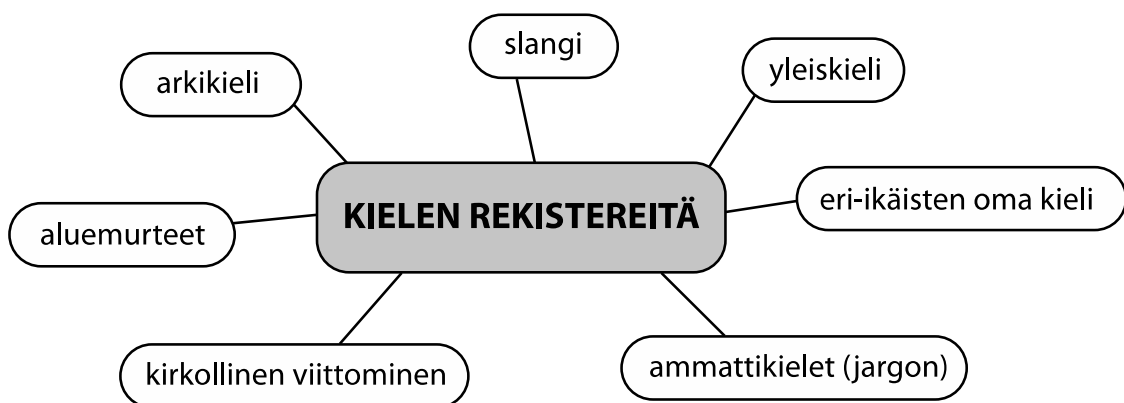 slangi
arkikieli
yleiskieli
KIELEN REKISTEREITÄ
eri-ikäisten oma kieli
aluemurteet
kirkollinen viittominen
ammattikielet (jargon)